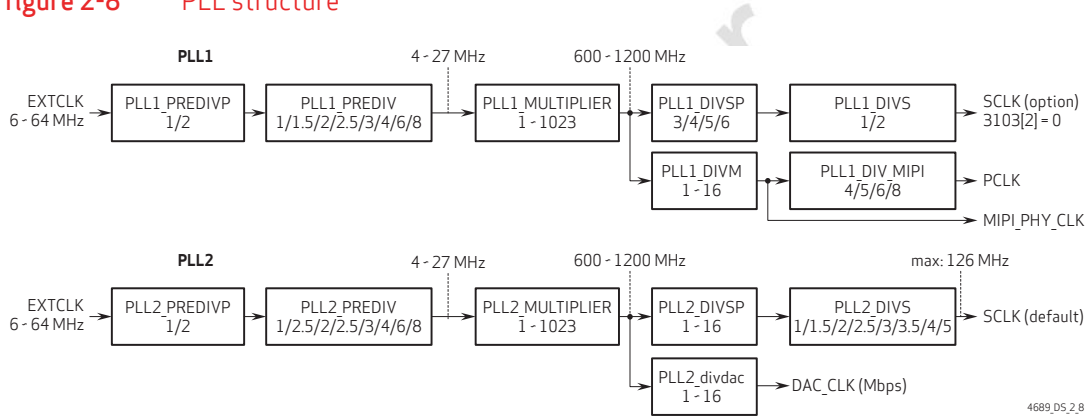 figure 2-8 PLL structure
PLL1
4 - 27 MHz
600 - 1200 MHz
EXTCLK
6 - 64 MHz
PLL1_PREDIVP
1/2
PLL1_PREDIV
1/1.5/2/2.5/3/4/6/8
PLL1_MULTIPLIER
1 - 1023
PLL1_DIVSP
3/4/5/6
PLL1_DIVS
1/2
SCLK (option)
3103[2] = 0
PLL1_DIVM
1 - 16
PLL1_DIV_MIPI
4/5/6/8
PCLK
MIPI_PHY_CLK
PLL2
4 - 27 MHz
600 - 1200 MHz
max: 126 MHz
EXTCLK
6 - 64 MHz
PLL2_PREDIVP
1/2
PLL2_PREDIV
1/2.5/2/2.5/3/4/6/8
PLL2_MULTIPLIER
1 - 1023
PLL2_DIVSP
1 - 16
PLL2_DIVS
1/1.5/2/2.5/3/3.5/4/5
SCLK (default)
PLL2_divdac
1 - 16
DAC_CLK (Mbps)
4689_DS_2_8